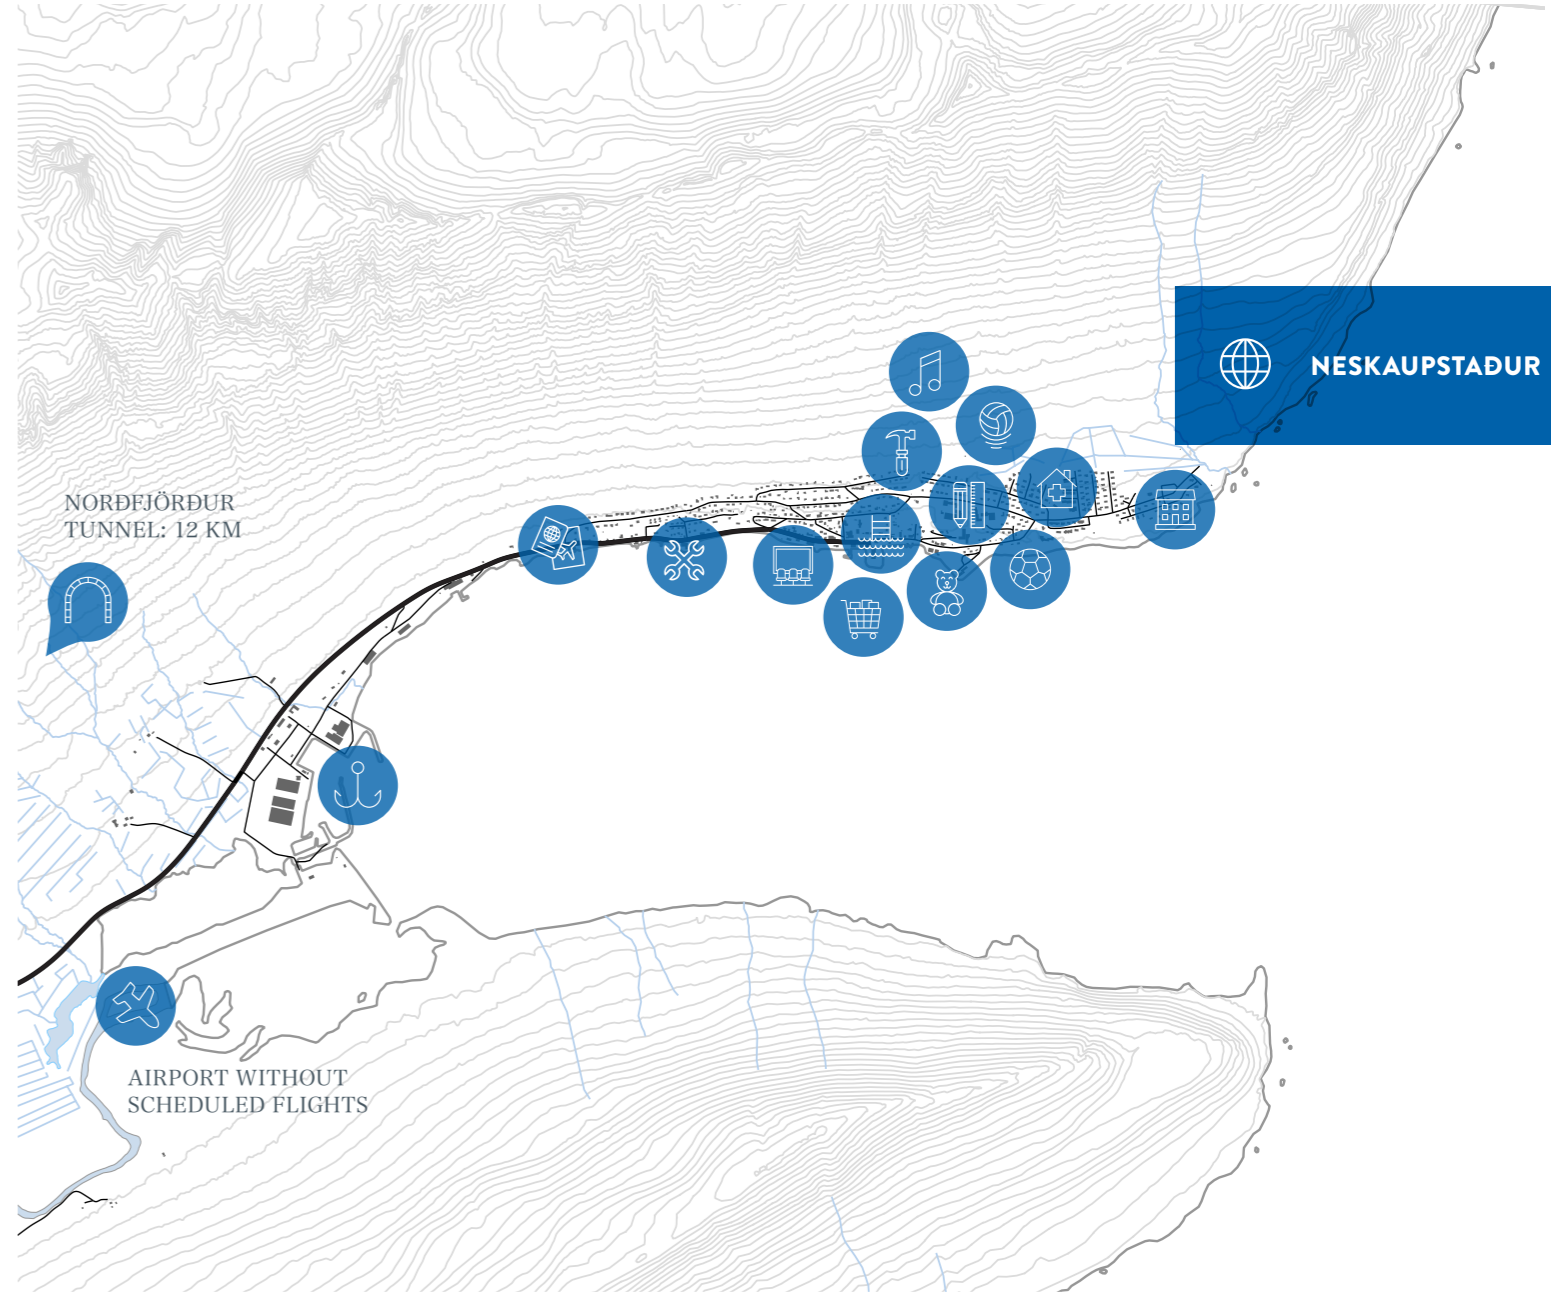 NESKAUPSTAÐUR
NORÐFJÖRÐUR
TUNNEL: 12 KM
AIRPORT WITHOUT
SCHEDULED FLIGHTS